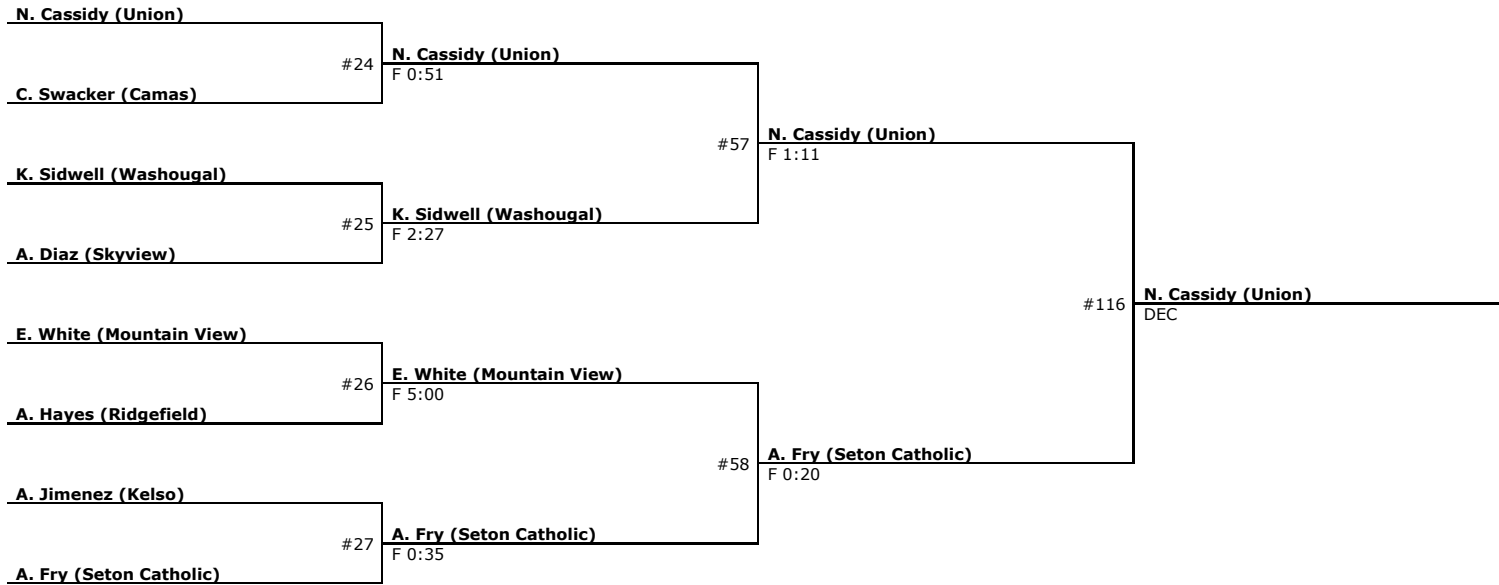 N. Cassidy (Union)
#24
N. Cassidy (Union)
F 0:51
C. Swacker (Camas)
#57
N. Cassidy (Union)
F 1:11
K. Sidwell (Washougal)
#25
K. Sidwell (Washougal)
F 2:27
A. Diaz (Skyview)
#116
N. Cassidy (Union)
DEC
E. White (Mountain View)
#26
E. White (Mountain View)
F 5:00
A. Hayes (Ridgefield)
#58
A. Fry (Seton Catholic)
F 0:20
A. Jimenez (Kelso)
#27
A. Fry (Seton Catholic)
F 0:35
A. Fry (Seton Catholic)